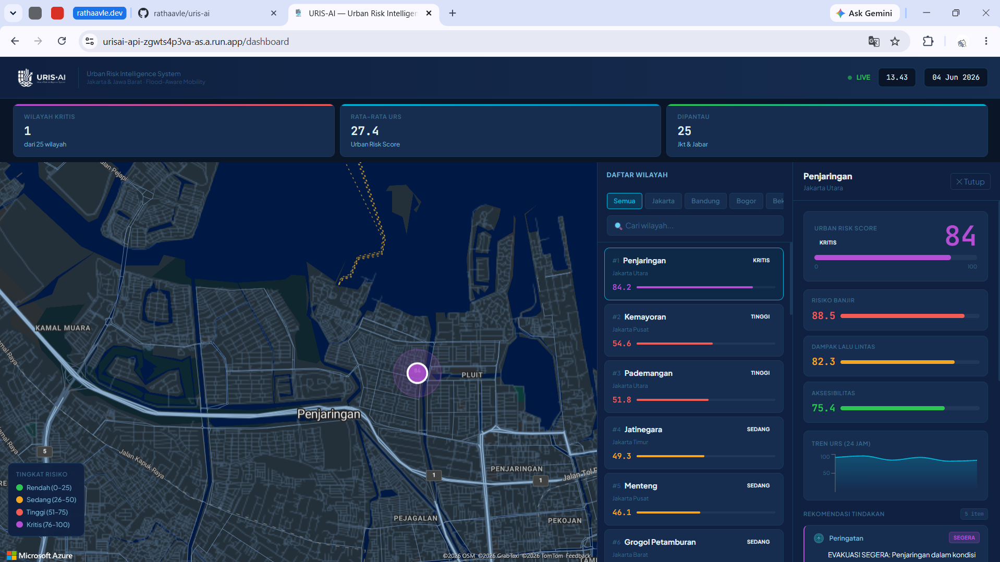 rathaavle.dev
rathaavle/uris-ai
URIS-AI — Urban Risk Intelligen
Ask Gemini
urisai-api-zgwts4p3va-as.a.run.app/dashboard
URIS·AI
Urban Risk Intelligence System
Jakarta & Jawa Barat · Flood-Aware Mobility
LIVE
13.43
04 Jun 2026
WILAYAH KRITIS
1
dari 25 wilayah
RATA-RATA URS
27.4
Urban Risk Score
DIPANTAU
25
Jkt & Jabar
Jalan Pejapi
KAMAL MUARA
Kamal Raya
84
PLUIT
Penjaringan
5
Jalan Kapuk Raya
1
PENJARINGAN
1
PEJAGALAN
PEKOJAN
TINGKAT RISIKO
Rendah (0–25)
Sedang (26–50)
Tinggi (51–75)
Kritis (76–100)
Microsoft Azure
©2026 OSM ©2026 GrabTaxi ©2026 TomTom Feedback
DAFTAR WILAYAH
Semua
Jakarta
Bandung
Bogor
Bek
Cari wilayah...
#1 Penjaringan KRITIS
Jakarta Utara
84.2
#2 Kemayoran TINGGI
Jakarta Pusat
54.6
#3 Pademangan TINGGI
Jakarta Utara
51.8
#4 Jatinegara SEDANG
Jakarta Timur
49.3
#5 Menteng SEDANG
Jakarta Pusat
46.1
#6 Grogol Petamburan SEDANG
Jakarta Barat
Penjaringan
Jakarta Utara
Tutup
URBAN RISK SCORE
84
KRITIS
0
100
RISIKO BANJIR
88.5
DAMPAK LALU LINTAS
82.3
AKSESIBILITAS
75.4
TREN URS (24 JAM)
100
50
REKOMENDASI TINDAKAN
5 item
Peringatan
SEGERA
EVAKUASI SEGERA: Penjaringan dalam kondisi